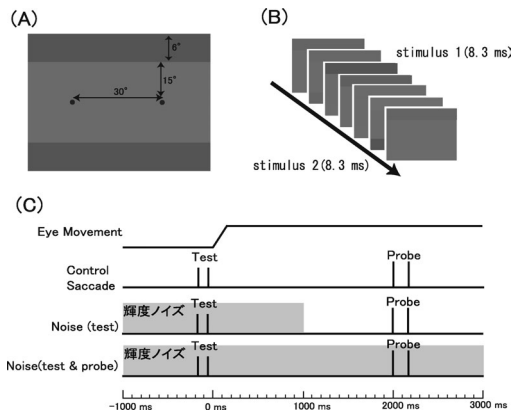 (A)
6°
15°
30°
(B)
stimulus 1(8.3 ms)
stimulus 2(8.3 ms)
(C)
Eye Movement
Control
Saccade
Test
Probe
Noise (test)
輝度ノイズ
Test
Probe
Noise(test & probe)
輝度ノイズ
Test
Probe
-1000 ms
0 ms
1000 ms
2000 ms
3000 ms